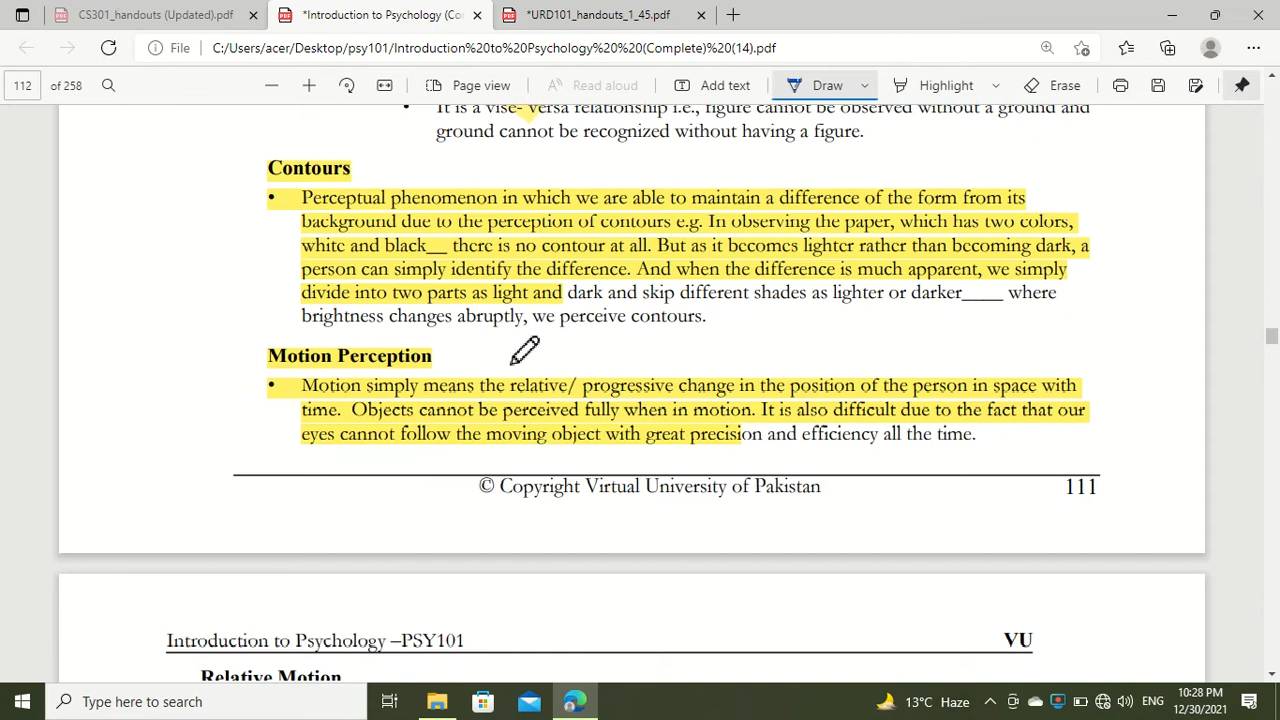 CS301_handouts (Updated).pdf
*Introduction to Psychology (Co
*URD101_handouts_1_45.pdf
File
C:/Users/acer/Desktop/psy101/Introduction%20to%20Psychology%20%20(Complete)%20(14).pdf
112 of 258
Page view
Read aloud
Add text
Draw
Highlight
Erase
• It is a vise- versa relationship i.e., figure cannot be observed without a ground and
ground cannot be recognized without having a figure.
Contours
• Perceptual phenomenon in which we are able to maintain a difference of the form from its
background due to the perception of contours e.g. In observing the paper, which has two colors,
white and black__ there is no contour at all. But as it becomes lighter rather than becoming dark, a
person can simply identify the difference. And when the difference is much apparent, we simply
divide into two parts as light and dark and skip different shades as lighter or darker____ where
brightness changes abruptly, we perceive contours.
Motion Perception
• Motion simply means the relative/ progressive change in the position of the person in space with
time. Objects cannot be perceived fully when in motion. It is also difficult due to the fact that our
eyes cannot follow the moving object with great precision and efficiency all the time.
© Copyright Virtual University of Pakistan 111
Introduction to Psychology –PSY101 VU
Relative Motion
Type here to search
13°C Haze
ENG
10:28 PM
12/30/2021